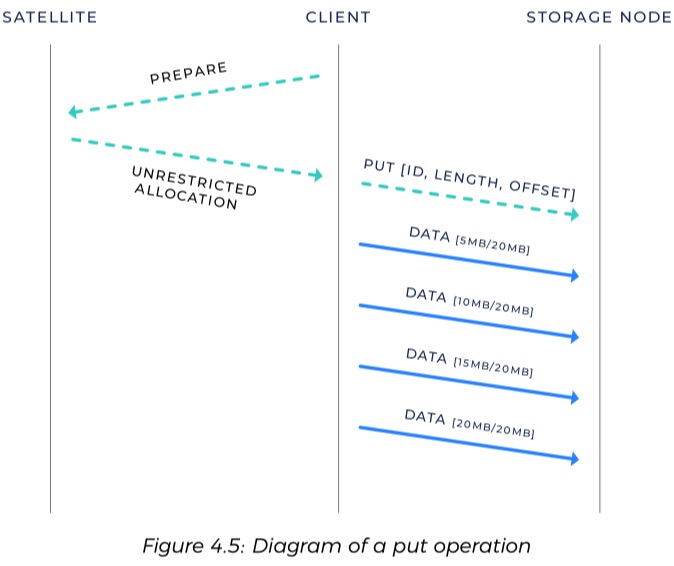 SATELLITE
CLIENT
STORAGE NODE
PREPARE
UNRESTRICTED
ALLOCATION
PUT [ID, LENGTH, OFFSET]
DATA [5MB/20MB]
DATA [10MB/20MB]
DATA [15MB/20MB]
DATA [20MB/20MB]
Figure 4.5: Diagram of a put operation